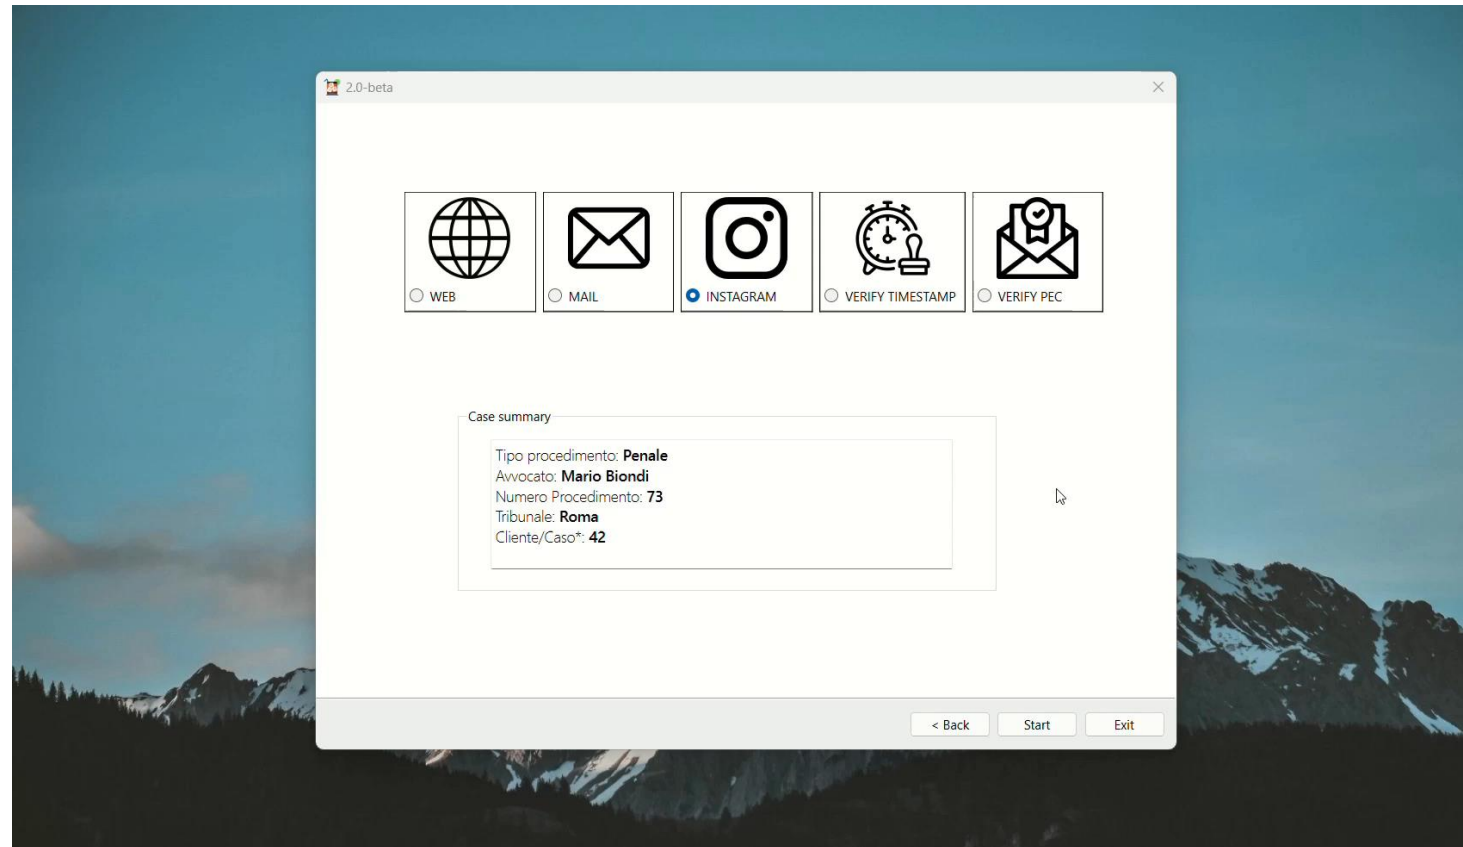 2.0-beta
WEB
MAIL
INSTAGRAM
VERIFY TIMESTAMP
VERIFY PEC
Case summary
Tipo procedimento: Penale
Avvocato: Mario Biondi
Numero Procedimento: 73
Tribunale: Roma
Cliente/Caso*: 42
< Back
Start
Exit